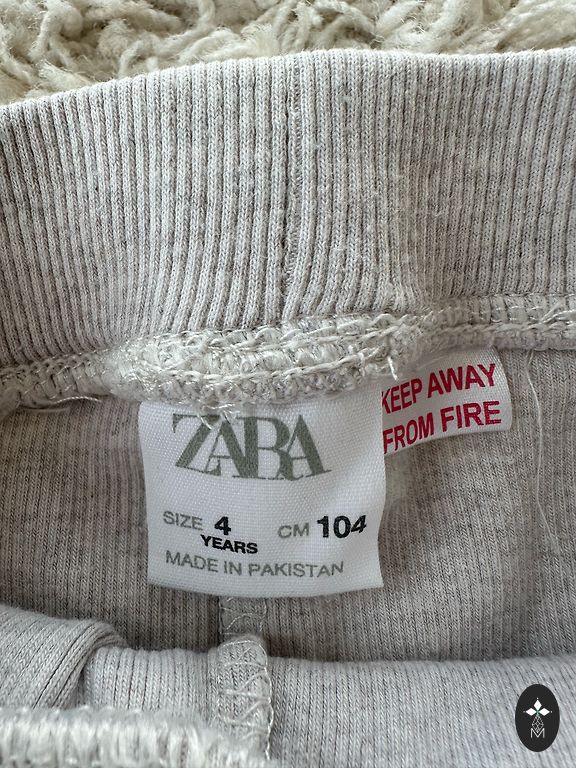 ZARA
KEEP AWAY
FROM FIRE
SIZE 4 CM 104
YEARS
MADE IN PAKISTAN